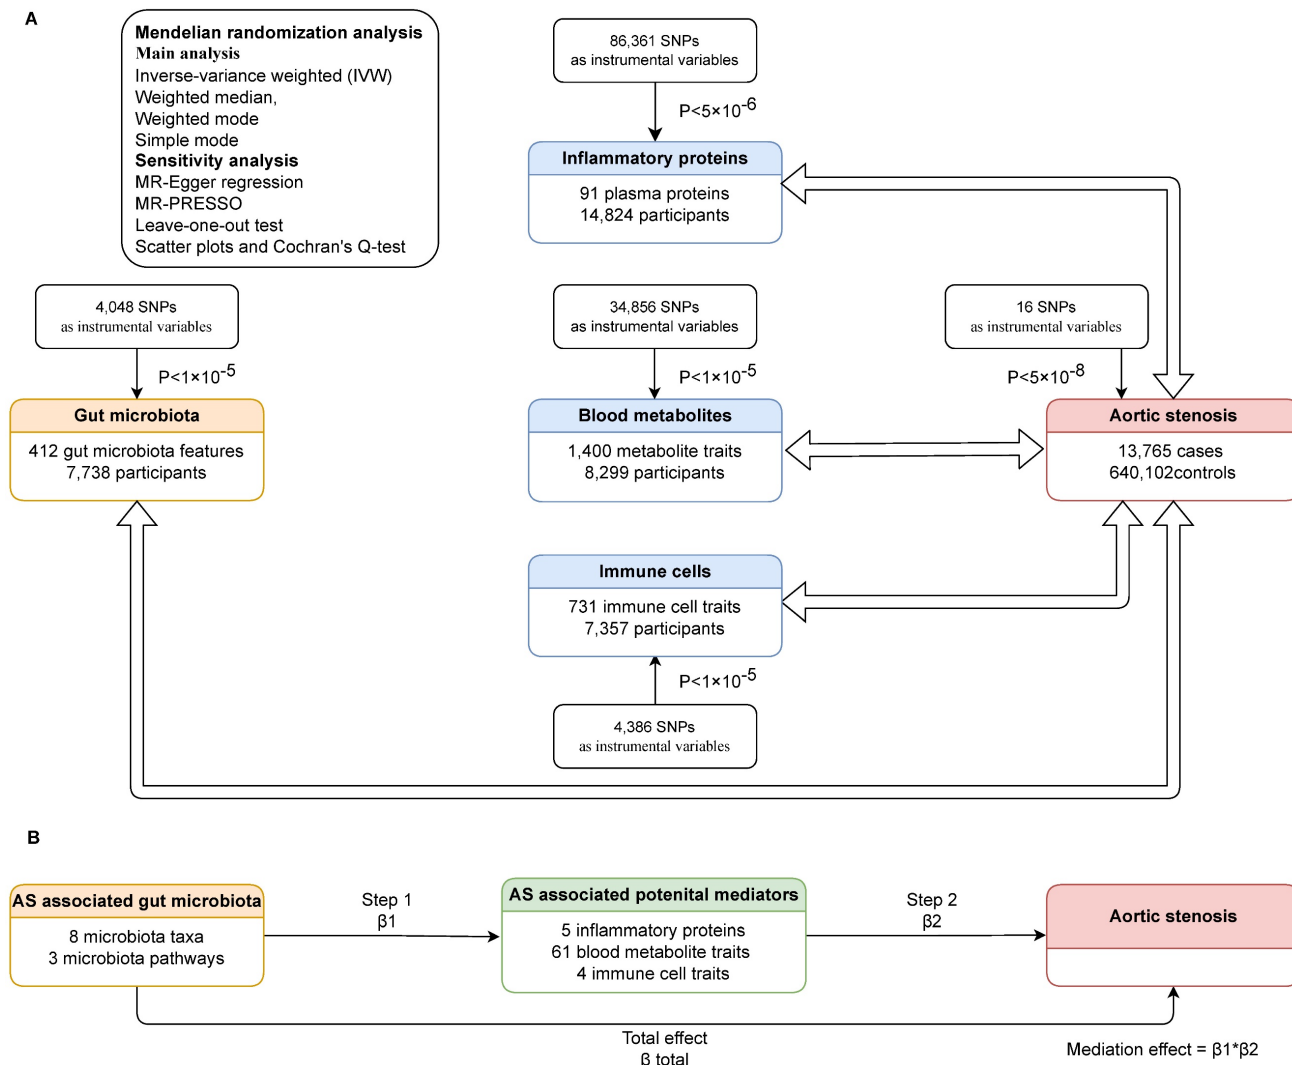 A
Mendelian randomization analysis
Main analysis
Inverse-variance weighted (IVW)
Weighted median,
Weighted mode
Simple mode
Sensitivity analysis
MR-Egger regression
MR-PRESSO
Leave-one-out test
Scatter plots and Cochran's Q-test
86,361 SNPs
as instrumental variables
P<5×10^-6
Inflammatory proteins
91 plasma proteins
14,824 participants
4,048 SNPs
as instrumental variables
P<1×10^-5
Gut microbiota
412 gut microbiota features
7,738 participants
34,856 SNPs
as instrumental variables
P<1×10^-5
Blood metabolites
1,400 metabolite traits
8,299 participants
16 SNPs
as instrumental variables
P<5×10^-8
Aortic stenosis
13,765 cases
640,102controls
Immune cells
731 immune cell traits
7,357 participants
P<1×10^-5
4,386 SNPs
as instrumental variables
B
AS associated gut microbiota
8 microbiota taxa
3 microbiota pathways
Step 1
β1
AS associated potenital mediators
5 inflammatory proteins
61 blood metabolite traits
4 immune cell traits
Step 2
β2
Aortic stenosis
Total effect
β total
Mediation effect = β1*β2